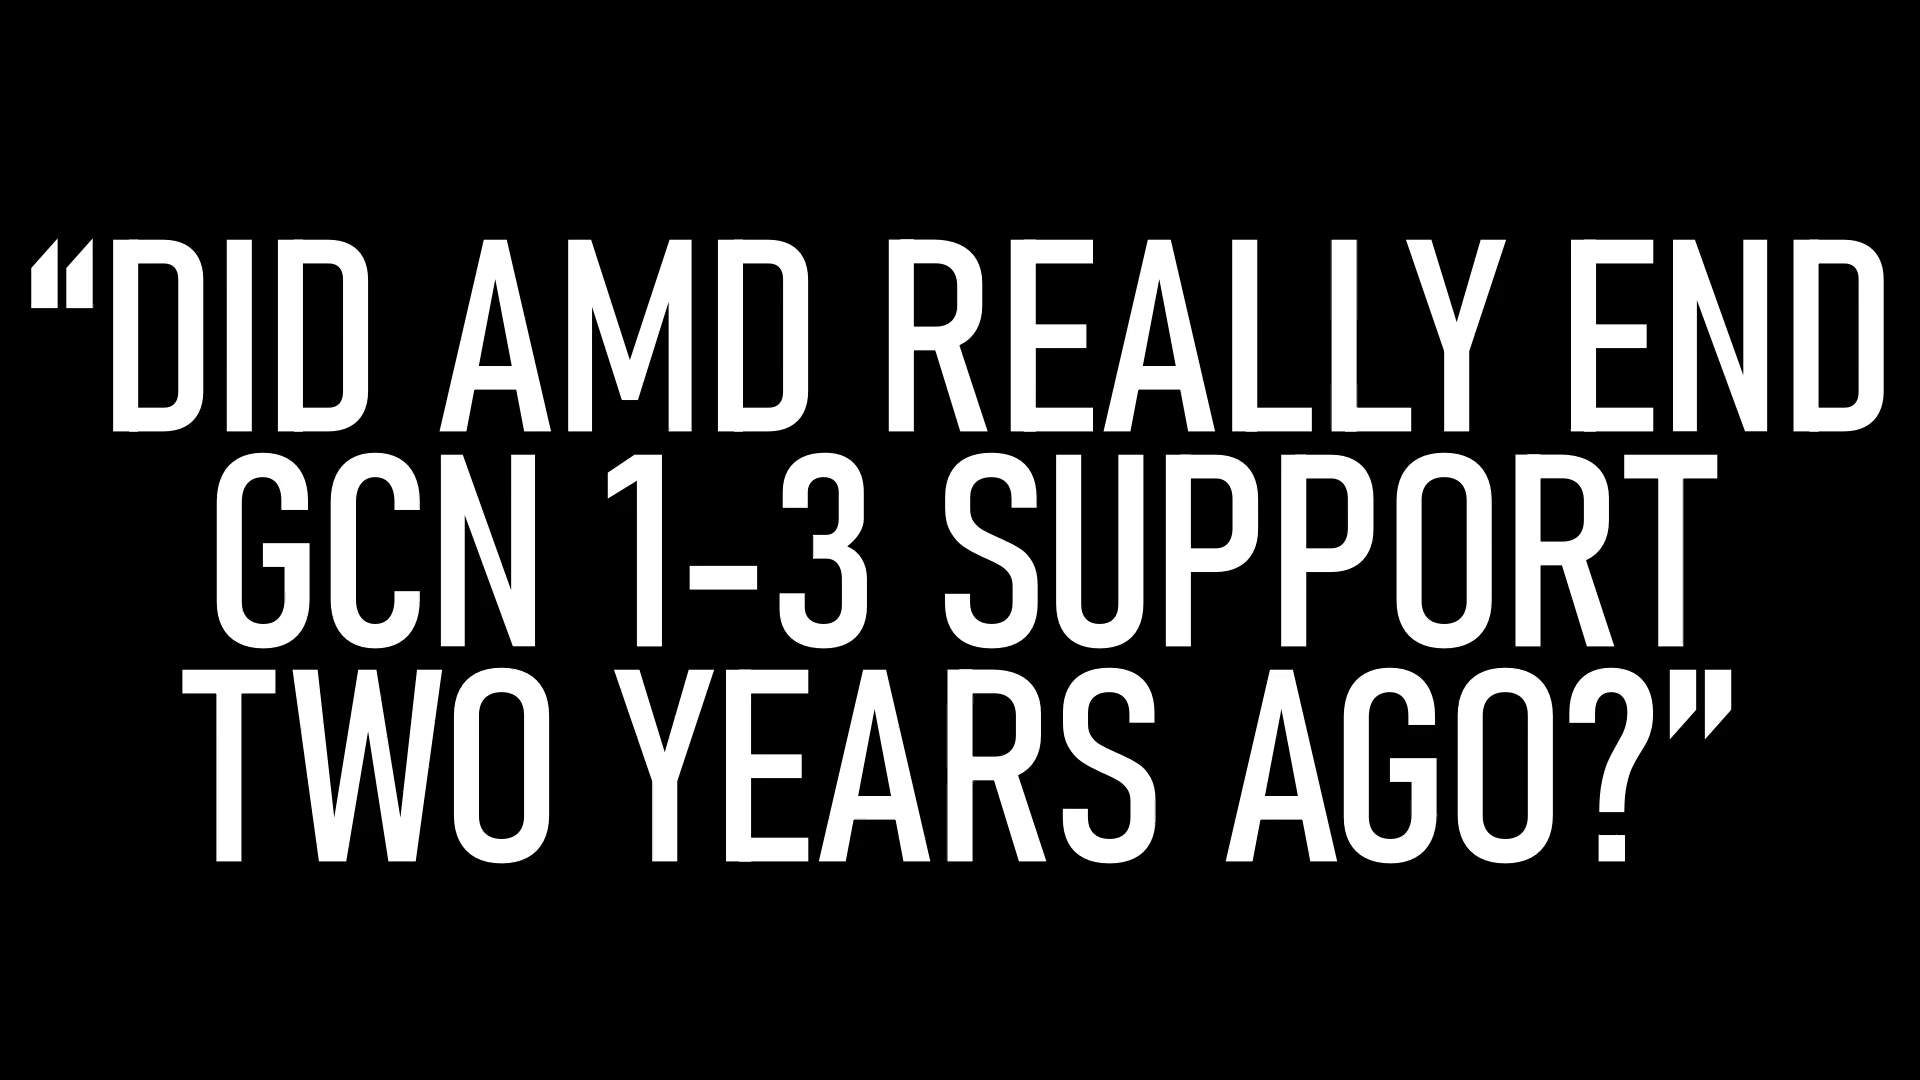 “DID AMD REALLY END
GCN 1-3 SUPPORT
TWO YEARS AGO?”